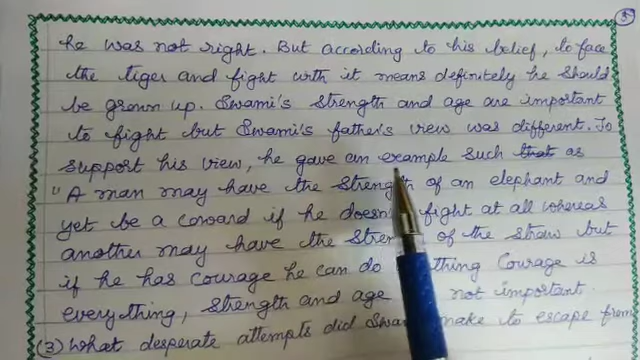 3
he was not right. But according to his belief, to face
the tiger and fight with it means definitely he should
be grown up. Swami's strength and age are important
to fight but Swami's father's view was different. To
support his view, he gave an example such that as
" A man may have the strength of an elephant and
yet be a coward if he doesn fight at all whereas
another may have the stren of the straw but
if he has courage he can do thing Courage is
everything, strength and age not important.
(3) What desperate attempts did Swa make to escape from